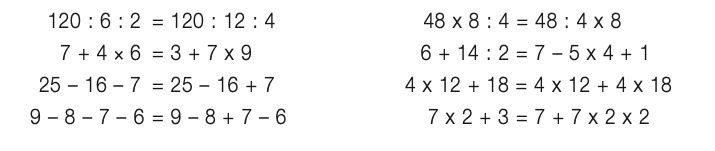 120 : 6 : 2 = 120 : 12 : 4
7 + 4 × 6 = 3 + 7 x 9
25 – 16 – 7 = 25 – 16 + 7
9 – 8 – 7 – 6 = 9 – 8 + 7 – 6
48 x 8 : 4 = 48 : 4 x 8
6 + 14 : 2 = 7 – 5 x 4 + 1
4 x 12 + 18 = 4 x 12 + 4 x 18
7 x 2 + 3 = 7 + 7 x 2 x 2